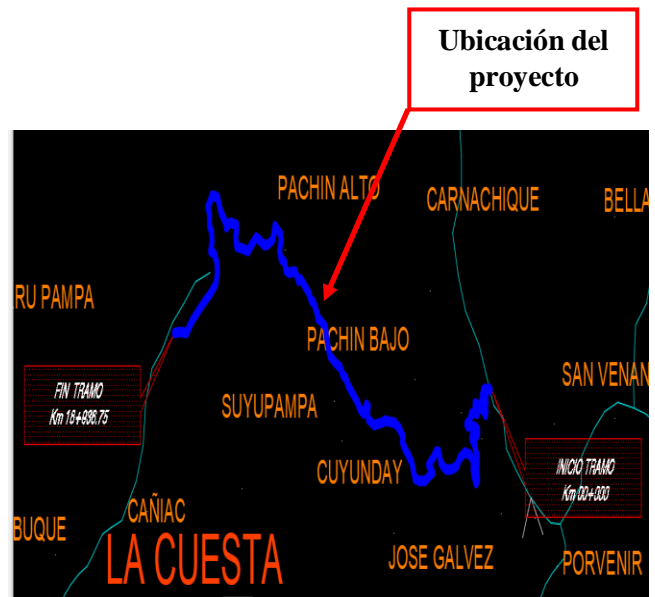 Ubicación del
proyecto
PACHIN ALTO
CARNACHIQUE
BELLA
RU PAMPA
PACHIN BAJO
SAN VENAN
FIN TRAMO
SUYUPAMPA
CUYUNDAY
INICIO TRAMO
Km 00+000
CAÑIAC
BUQUE
LA CUESTA
JOSE GALVEZ
PORVENIR